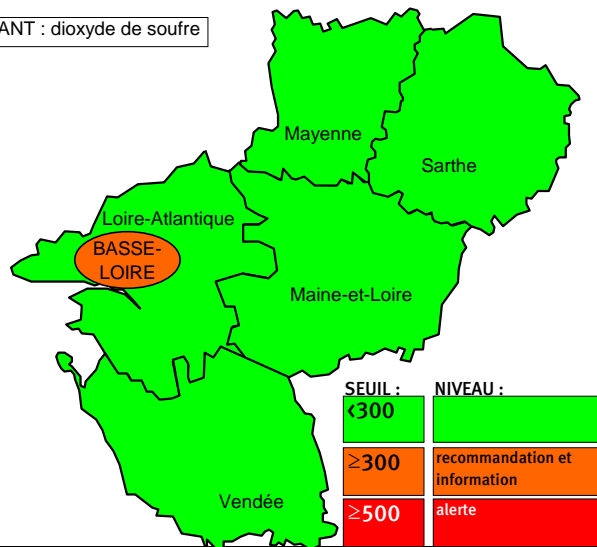 ANT : dioxyde de soufre
Mayenne
Sarthe
Loire-Atlantique
BASSE-
LOIRE
Maine-et-Loire
Vendée
SEUIL : NIVEAU :
<300
≥300 recommandation et
information
≥500 alerte